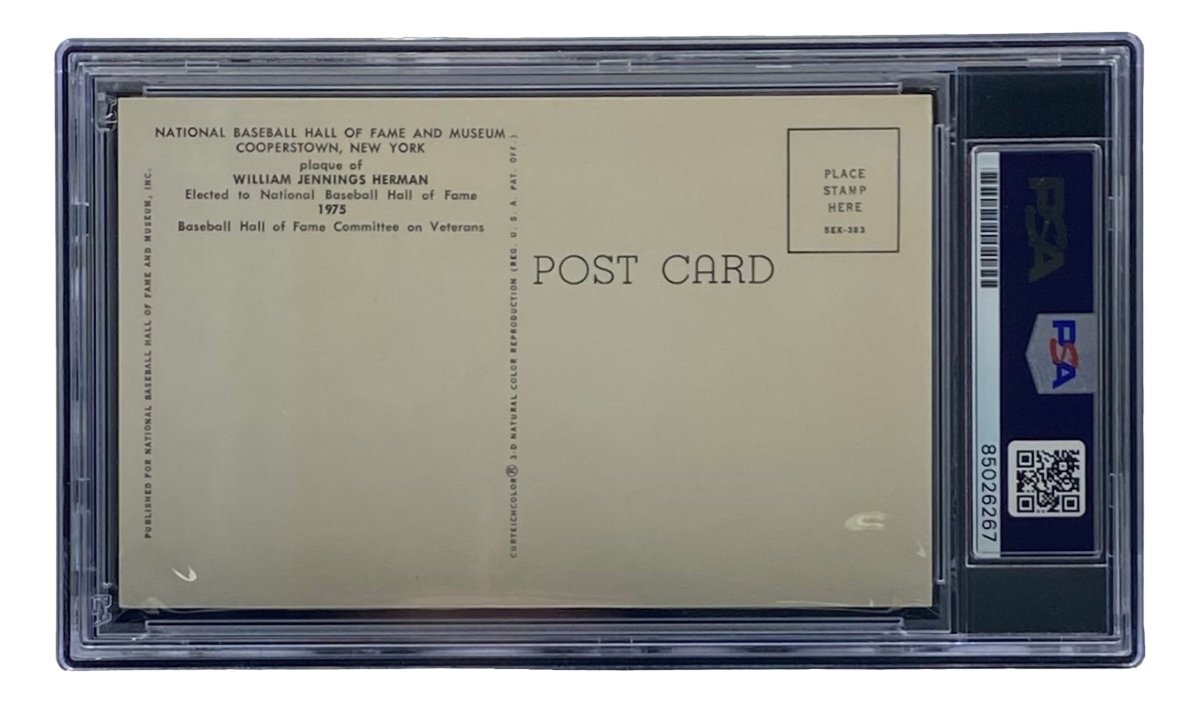 NATIONAL BASEBALL HALL OF FAME AND MUSEUM
COOPERSTOWN, NEW YORK
plaque of
WILLIAM JENNINGS HERMAN
Elected to National Baseball Hall of Fame
1975
Baseball Hall of Fame Committee on Veterans
PUBLISHED FOR NATIONAL BASEBALL HALL OF FAME AND MUSEUM, INC.
CURTEICHCOLOR® 3-D NATURAL COLOR REPRODUCTION (REG. U. S. A. PAT. OFF.)
POST CARD
PLACE
STAMP
HERE
5EK-383
PSA
PSA
85026267